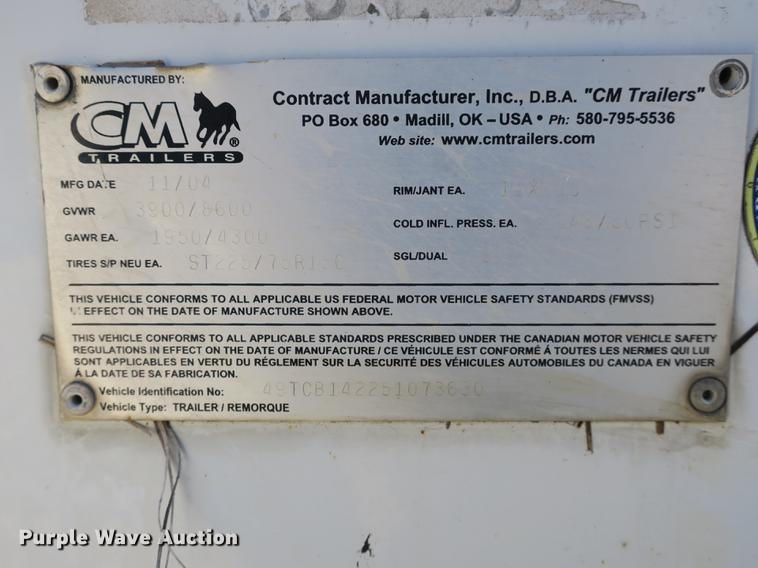 MANUFACTURED BY:
CM
TRAILERS
®
Contract Manufacturer, Inc., D.B.A. "CM Trailers"
PO Box 680 • Madill, OK – USA • Ph: 580-795-5536
Web site: www.cmtrailers.com
MFG DATE 11/04
GVWR 3900/8600
GAWR EA. 1950/4300
TIRES S/P NEU EA. ST225/75R15C
RIM/JANT EA.
COLD INFL. PRESS. EA.
SGL/DUAL
THIS VEHICLE CONFORMS TO ALL APPLICABLE US FEDERAL MOTOR VEHICLE SAFETY STANDARDS (FMVSS)
EFFECT ON THE DATE OF MANUFACTURE SHOWN ABOVE.
THIS VEHICLE CONFORMS TO ALL APPLICABLE STANDARDS PRESCRIBED UNDER THE CANADIAN MOTOR VEHICLE SAFETY
REGULATIONS IN EFFECT ON THE DATE OF MANUFACTURE / CE VÉHICULE EST CONFORMÉ Á TOUTES LES NERMES QUI LUI
SONT APPLICABLES EN VERTU DU RÉGLEMENT SUR LA SECURITÉ DES VÉHICULES AUTOMOBILES DU CANADA EN VIGUER
Á LA DATE DE SA FABRICATION.
Vehicle Identification No: 49TCB142251073630
Vehicle Type: TRAILER / REMORQUE
Purple Wave Auction